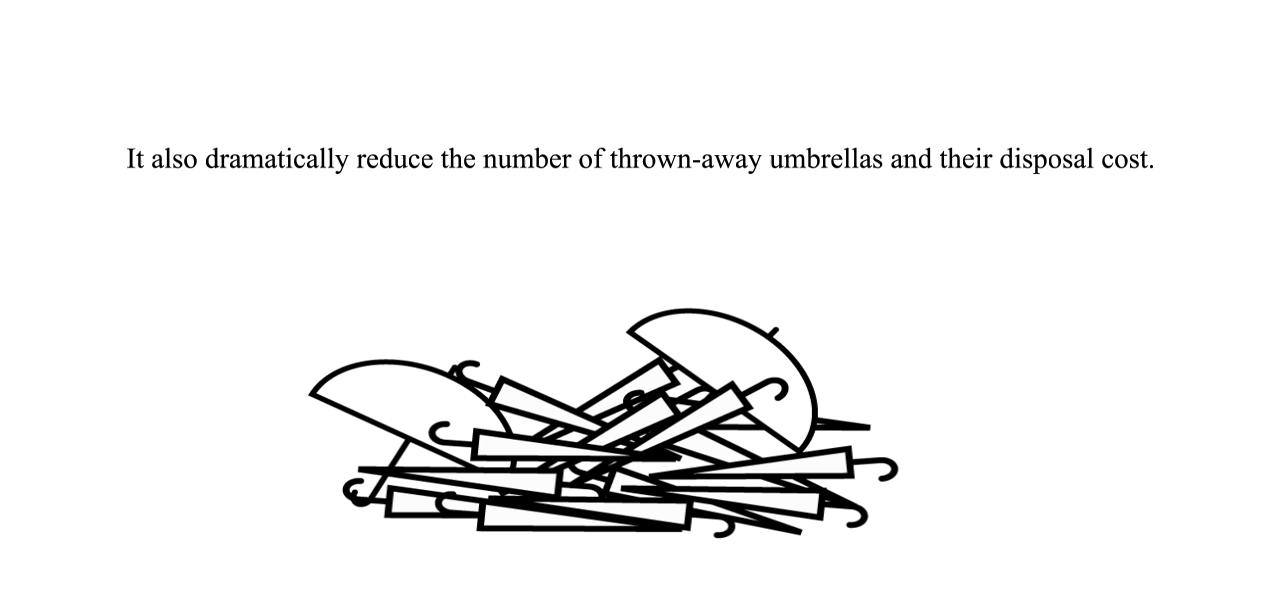 It also dramatically reduce the number of thrown-away umbrellas and their disposal cost.